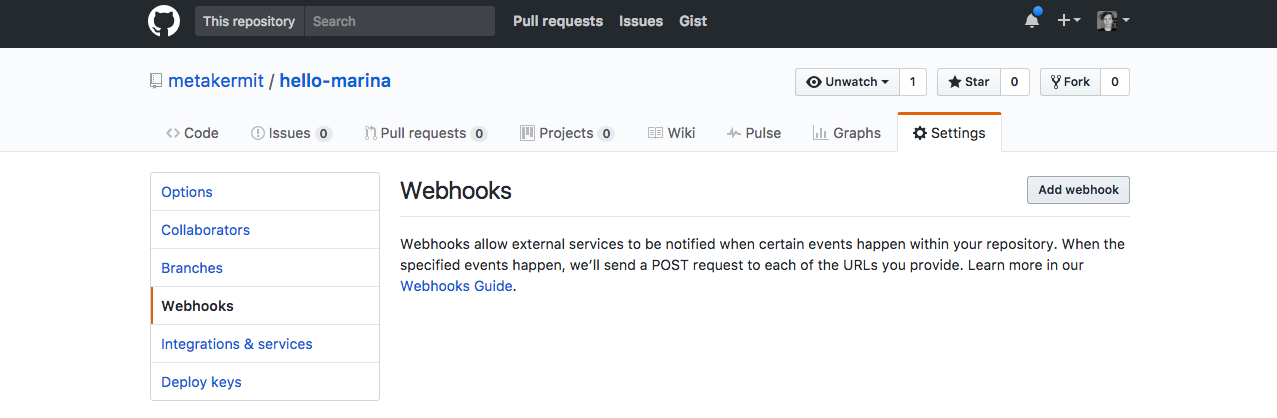 This repository Search Pull requests Issues Gist
metakermit / hello-marina Unwatch 1 Star 0 Fork 0
Code Issues 0 Pull requests 0 Projects 0 Wiki Pulse Graphs Settings
Options
Collaborators
Branches
Webhooks
Integrations & services
Deploy keys
Webhooks Add webhook
Webhooks allow external services to be notified when certain events happen within your repository. When the
specified events happen, we’ll send a POST request to each of the URLs you provide. Learn more in our
Webhooks Guide.